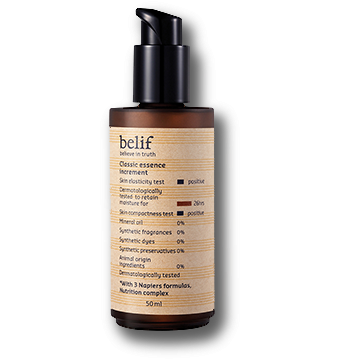 belif
believe in truth
Classic essence
increment
Skin elasticity test positive
Dermatologically
tested to retain
moisture for 26hrs
Skin compactness test positive
Mineral oil 0%
Synthetic fragrances 0%
Synthetic dyes 0%
Synthetic preservatives 0%
Animal origin
ingredients 0%
Dermatologically tested
*With 3 Napiers formulas,
Nutrition complex
50ml